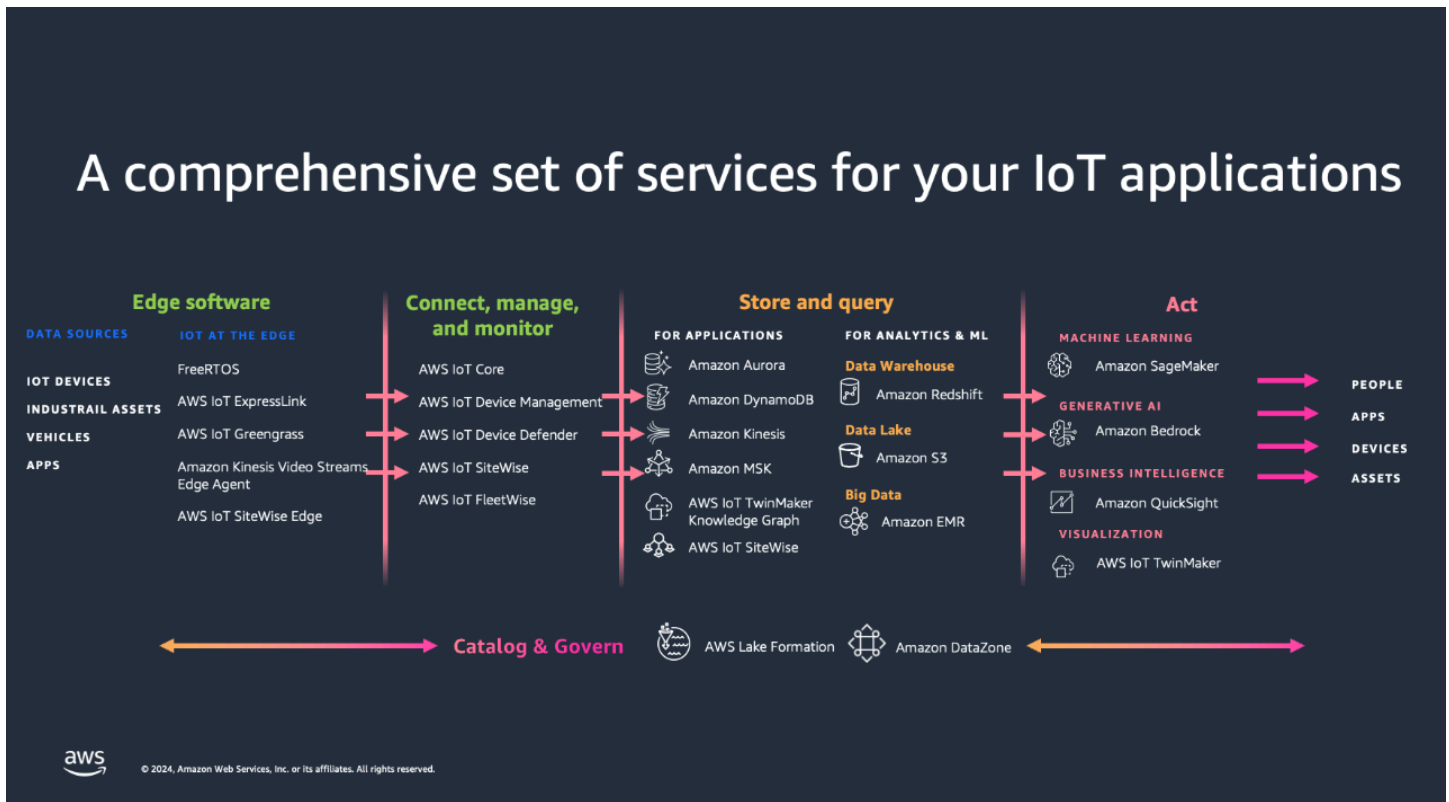 A comprehensive set of services for your IoT applications
Edge software
DATA SOURCES
IOT DEVICES
INDUSTRAIL ASSETS
VEHICLES
APPS
IOT AT THE EDGE
FreeRTOS
AWS IoT ExpressLink
AWS IoT Greengrass
Amazon Kinesis Video Streams
Edge Agent
AWS IoT SiteWise Edge
Connect, manage,
and monitor
AWS IoT Core
AWS IoT Device Management
AWS IoT Device Defender
AWS IoT SiteWise
AWS IoT FleetWise
Store and query
FOR APPLICATIONS
Amazon Aurora
Amazon DynamoDB
Amazon Kinesis
Amazon MSK
AWS IoT TwinMaker
Knowledge Graph
AWS IoT SiteWise
FOR ANALYTICS & ML
Data Warehouse
Amazon Redshift
Data Lake
Amazon S3
Big Data
Amazon EMR
Act
MACHINE LEARNING
Amazon SageMaker
GENERATIVE AI
Amazon Bedrock
BUSINESS INTELLIGENCE
Amazon QuickSight
VISUALIZATION
AWS IoT TwinMaker
PEOPLE
APPS
DEVICES
ASSETS
Catalog & Govern
AWS Lake Formation
Amazon DataZone
aws
© 2024, Amazon Web Services, Inc. or its affiliates. All rights reserved.